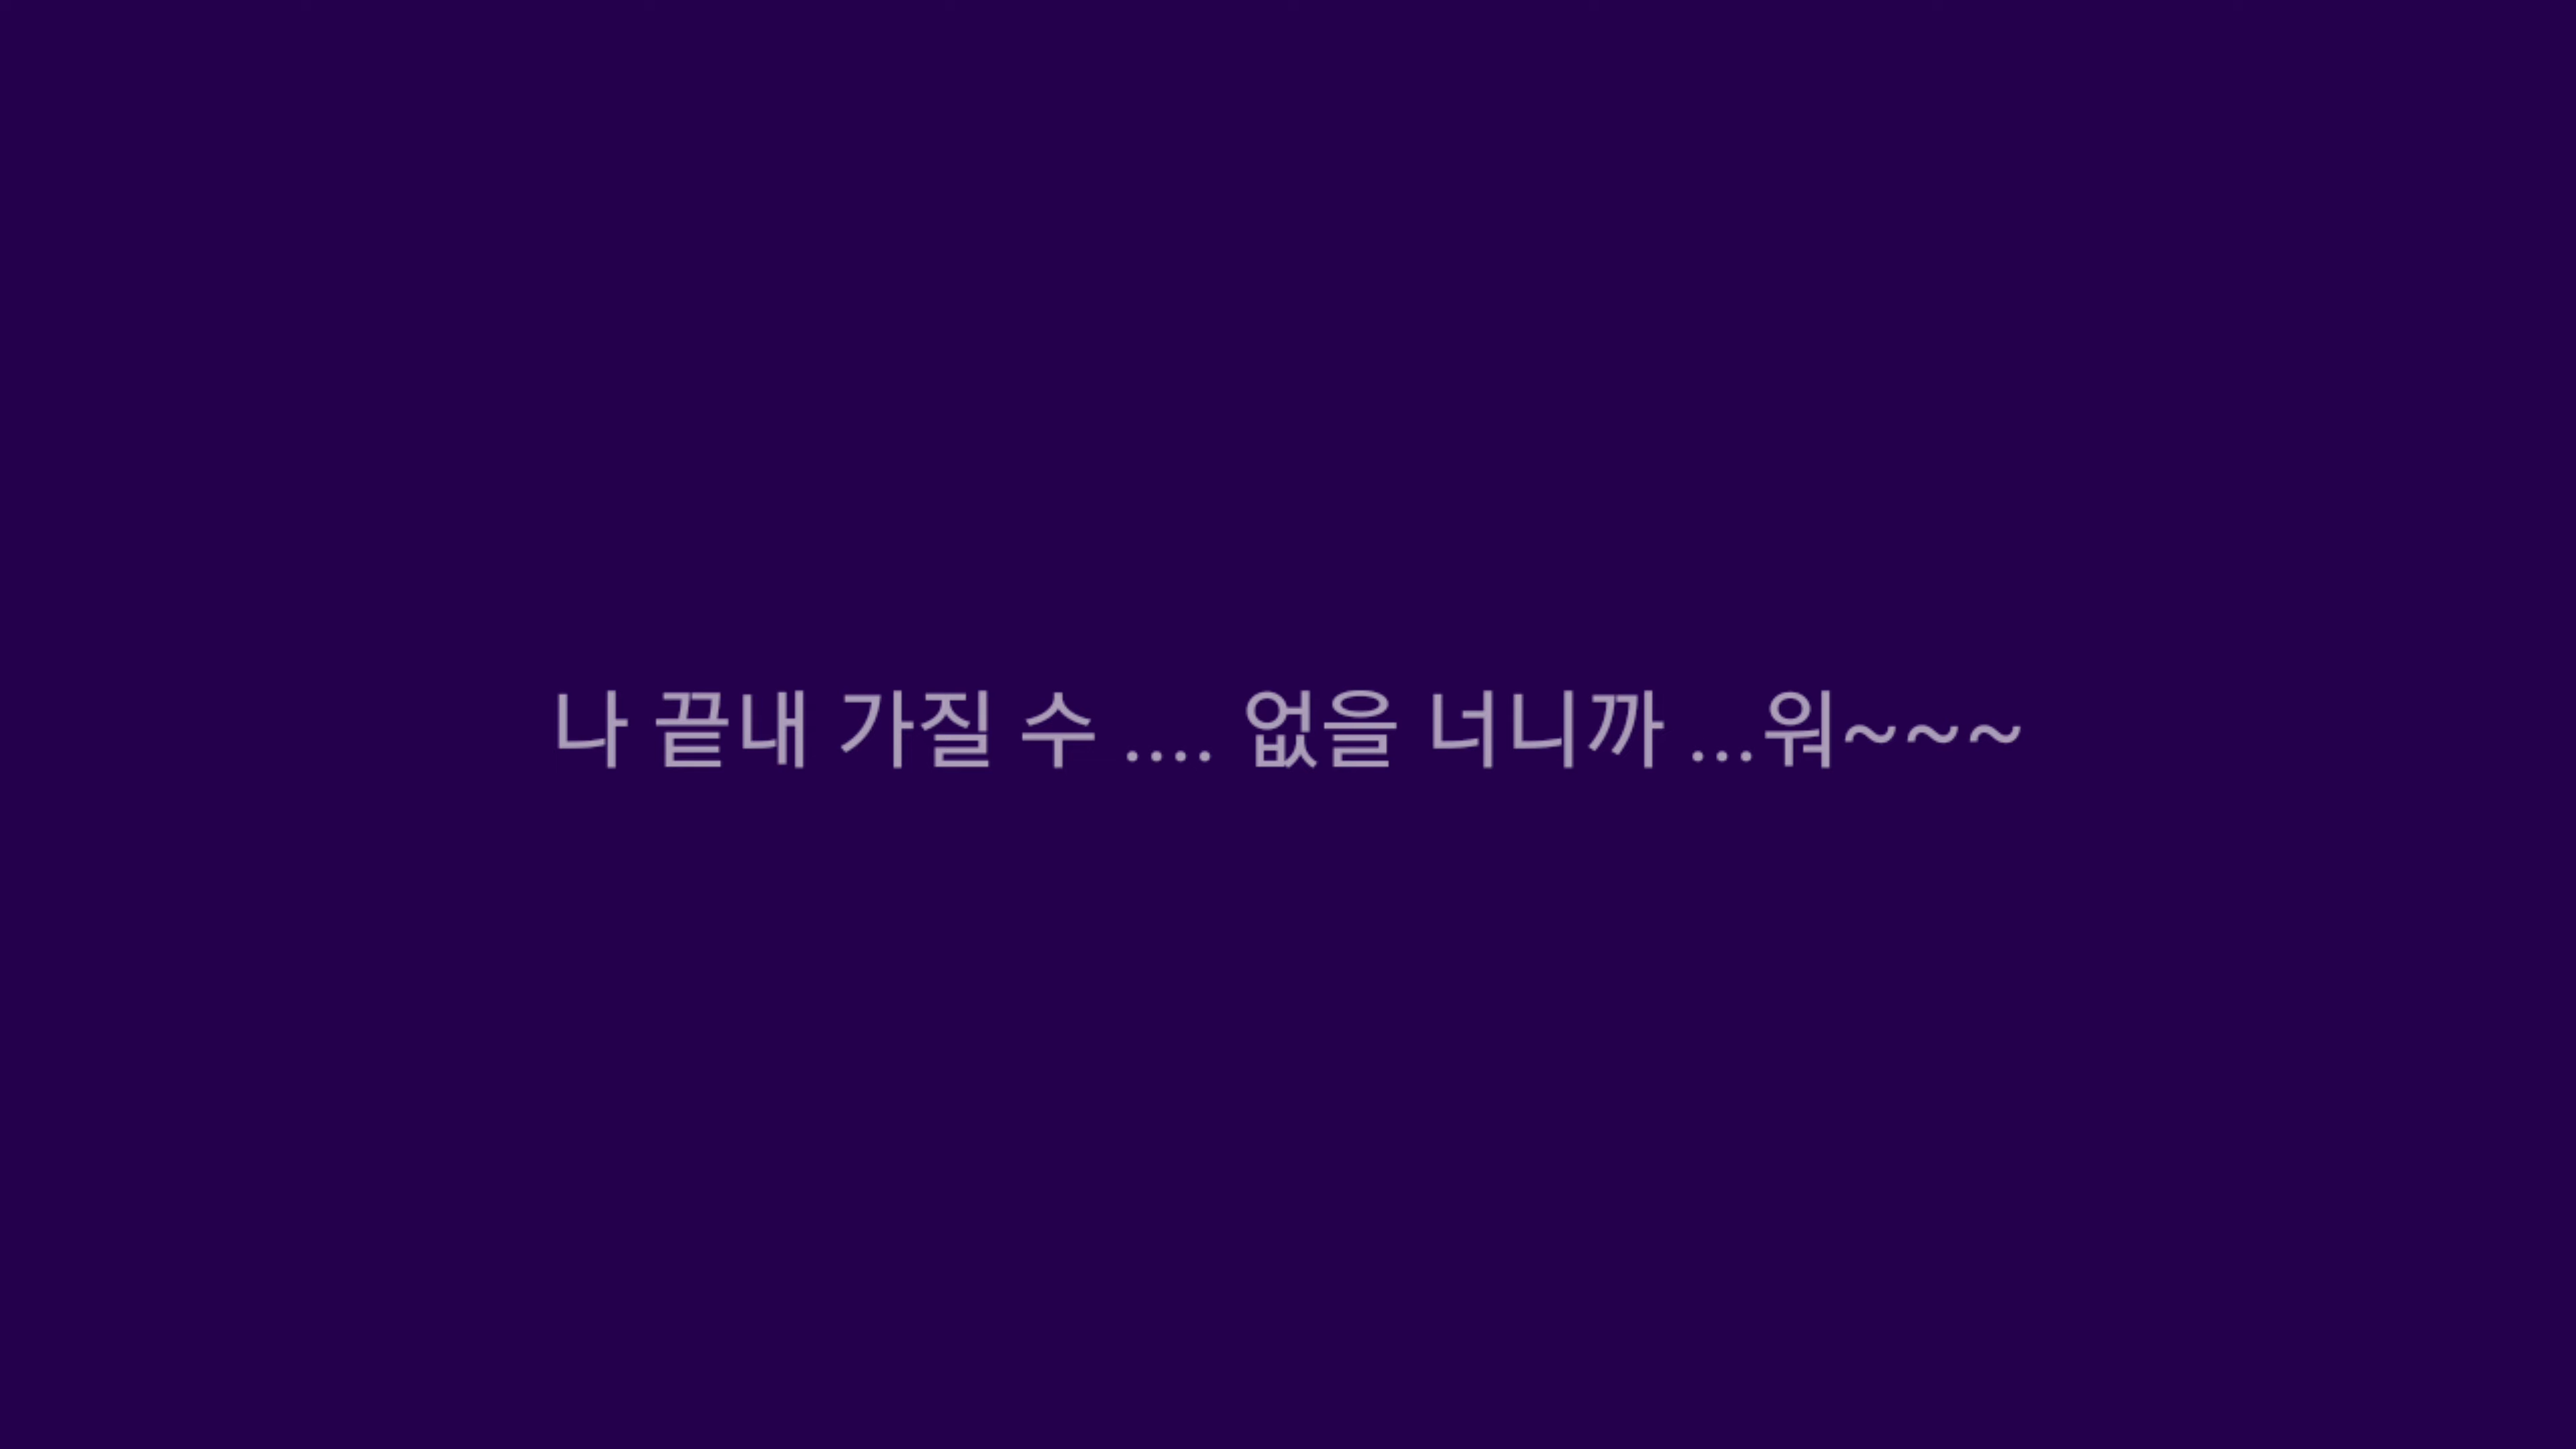 나 끝내 가질 수 .... 없을 너니까 ...워~~~